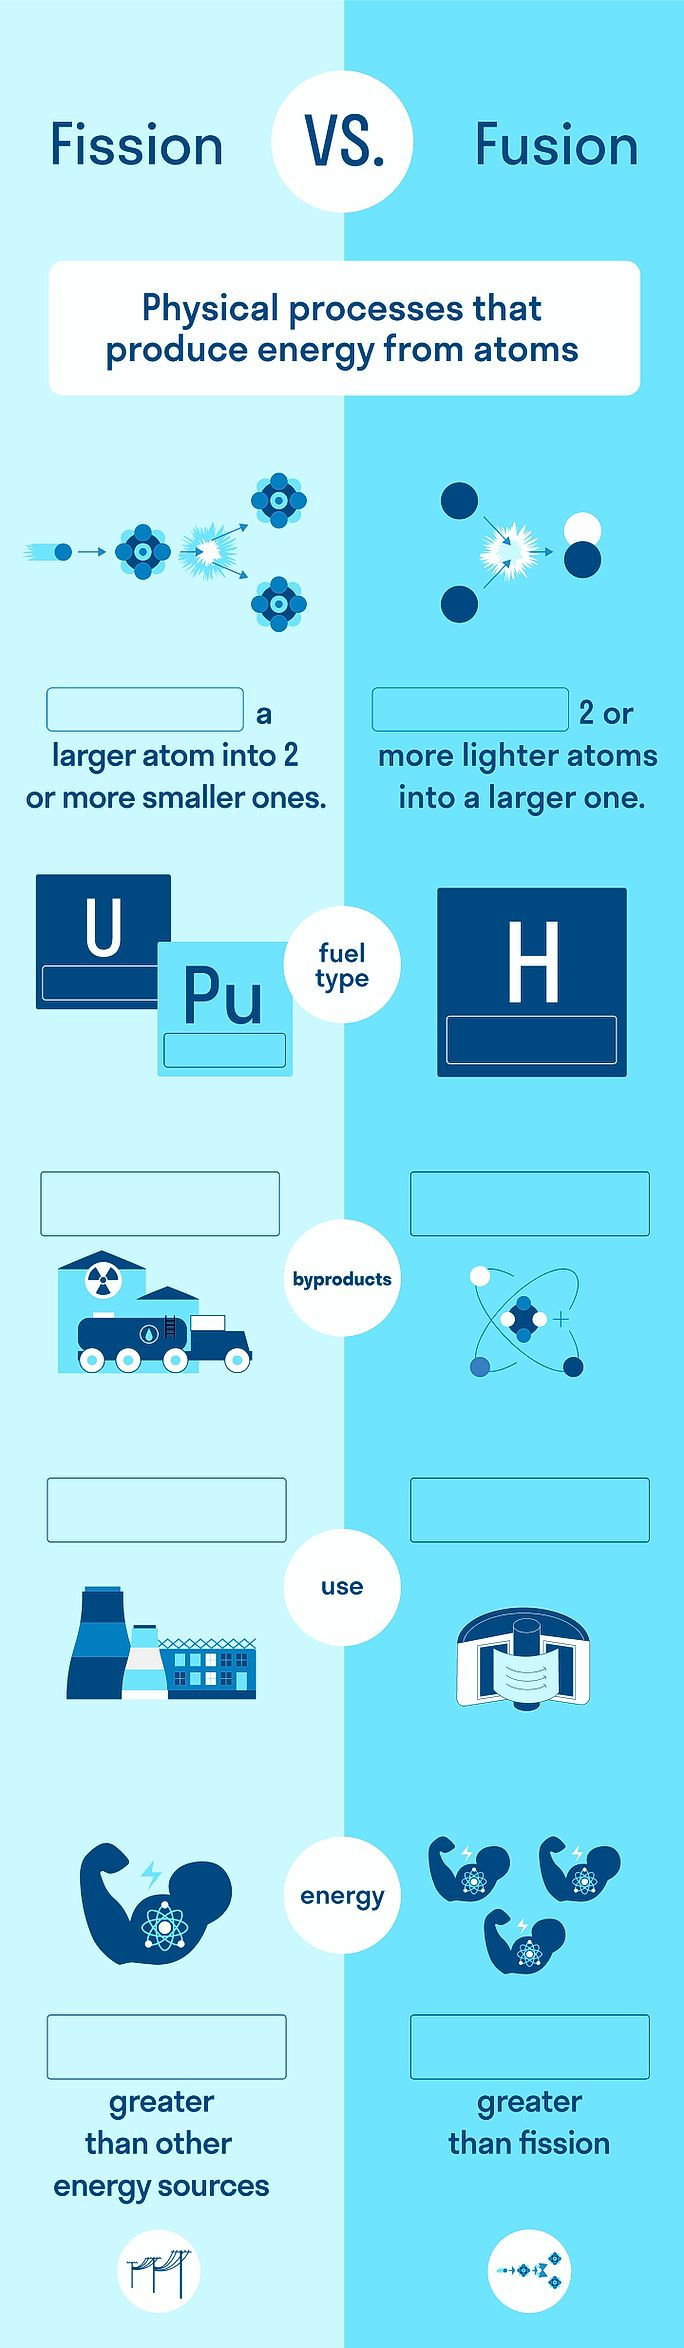 Fission
VS.
Fusion
Physical processes that
produce energy from atoms
a
larger atom into 2
or more smaller ones.
2 or
more lighter atoms
into a larger one.
U
Pu
fuel
type
H
byproducts
use
energy
greater
than other
energy sources
greater
than fission